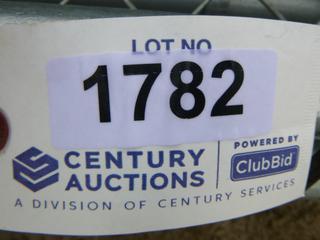 LOT NO
1782
CENTURY
AUCTIONS
POWERED BY
ClubBid
A DIVISION OF CENTURY SERVICES